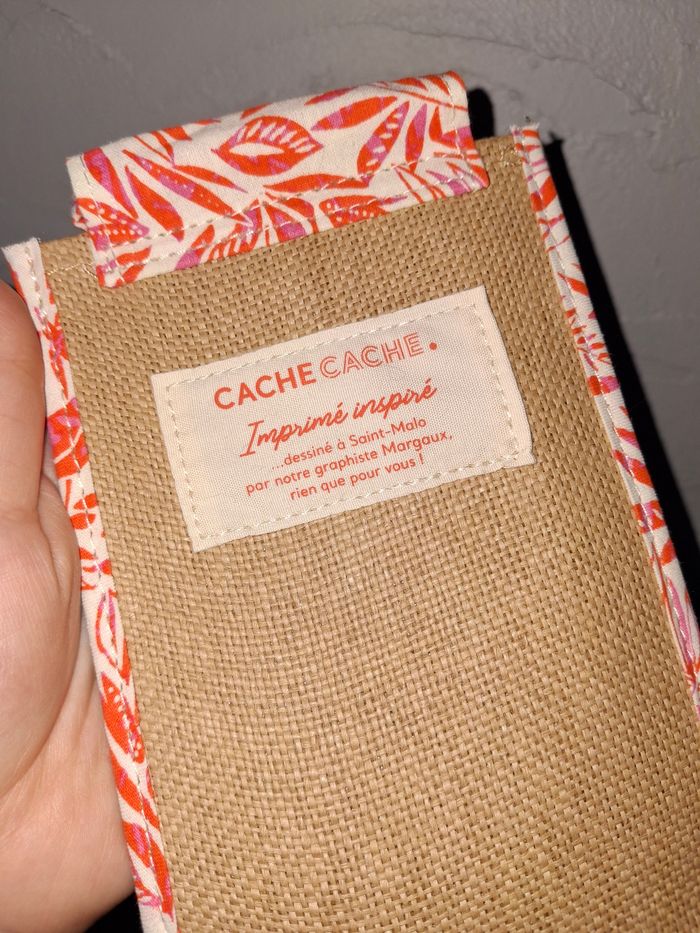 CACHE CACHE.
Imprimé inspiré
...dessiné à Saint-Malo
par notre graphiste Margaux,
rien que pour vous !